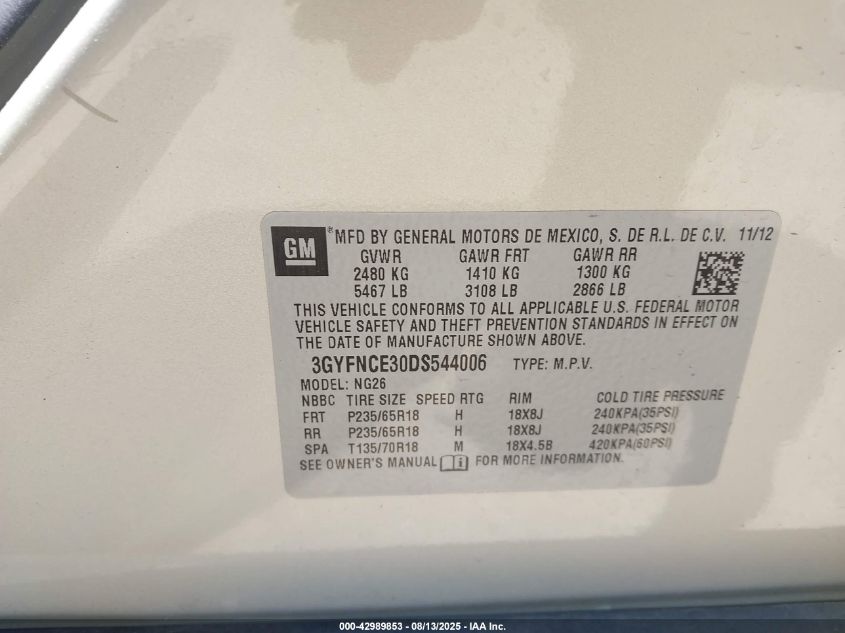 GM ® MFD BY GENERAL MOTORS DE MEXICO, S. DE R.L. DE C.V. 11/12
GVWR GAWR FRT GAWR RR
2480 KG 1410 KG 1300 KG
5467 LB 3108 LB 2866 LB
THIS VEHICLE CONFORMS TO ALL APPLICABLE U.S. FEDERAL MOTOR
VEHICLE SAFETY AND THEFT PREVENTION STANDARDS IN EFFECT ON
THE DATE OF MANUFACTURE SHOWN ABOVE.
3GYFNCE30DS544006 TYPE: M.P.V.
MODEL: NG26
NBBC TIRE SIZE SPEED RTG RIM COLD TIRE PRESSURE
FRT P235/65R18 H 18X8J 240KPA(35PSI)
RR P235/65R18 H 18X8J 240KPA(35PSI)
SPA T135/70R18 M 18X4.5B 420KPA(60PSI)
SEE OWNER'S MANUAL FOR MORE INFORMATION.
000-42989853 - 08/13/2025 - IAA Inc.